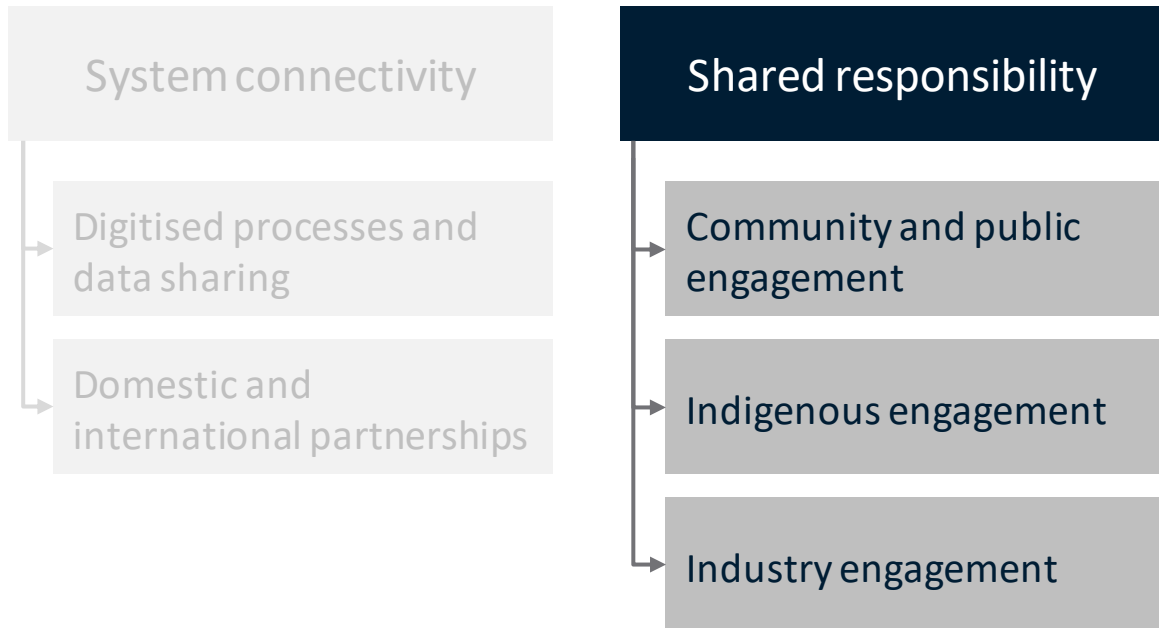 System connectivity
Digitised processes and
data sharing
Domestic and
international partnerships
Shared responsibility
Community and public
engagement
Indigenous engagement
Industry engagement